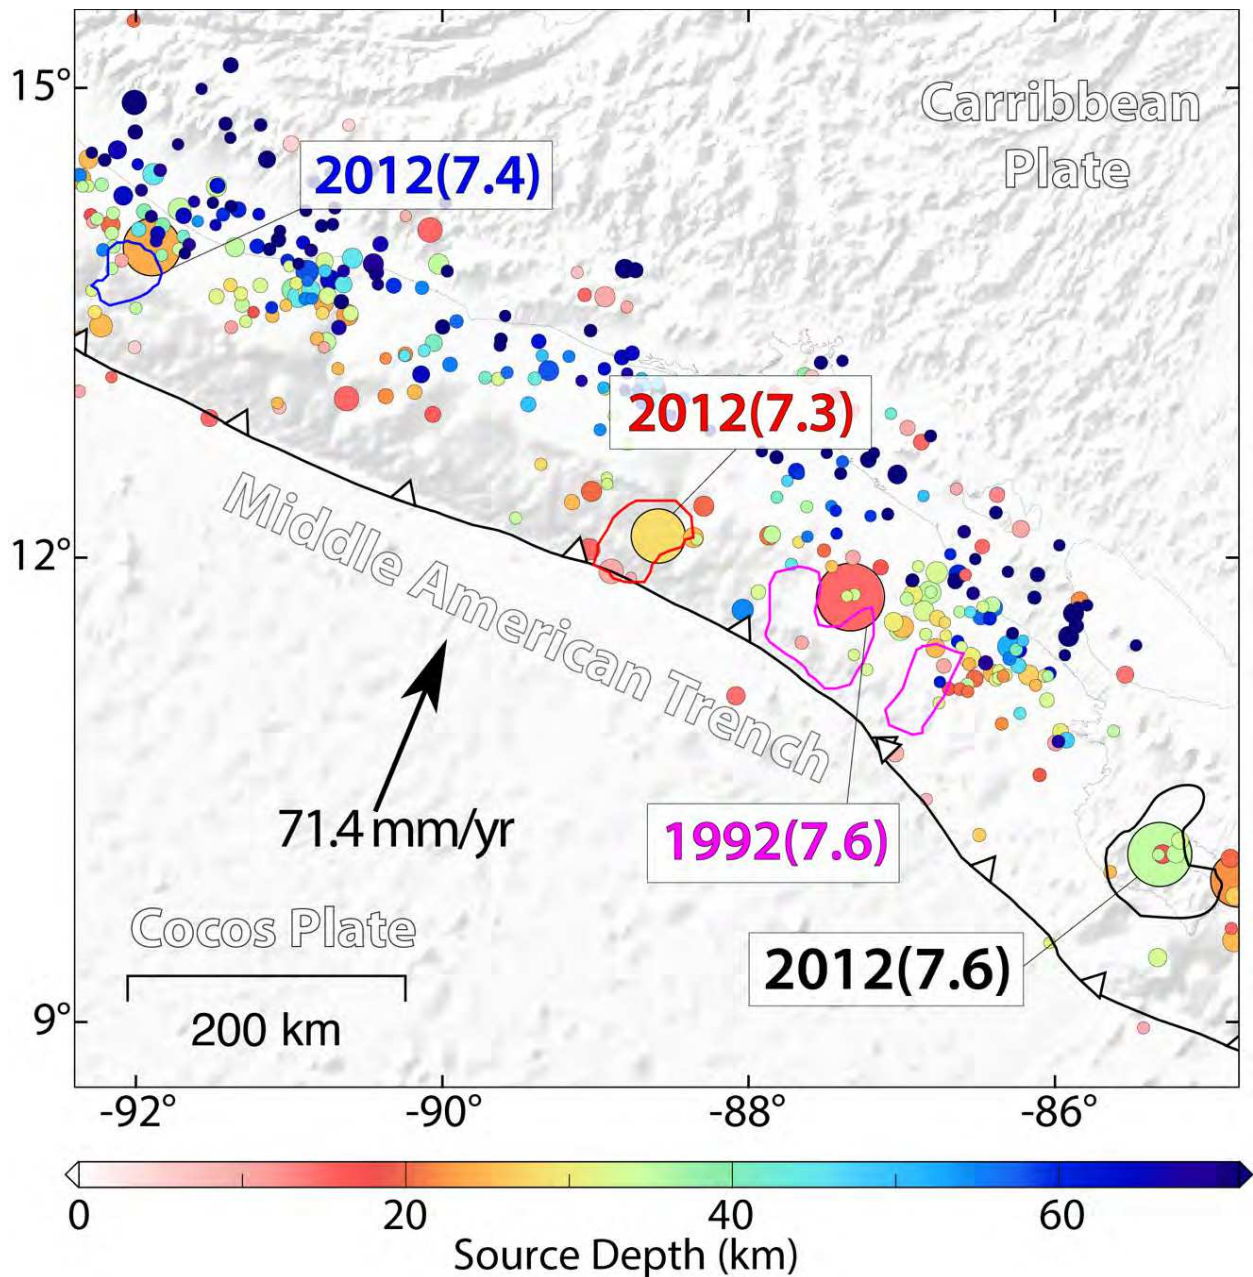 15°
Carribbean
Plate
2012(7.4)
2012(7.3)
12°
Middle American Trench
71.4 mm/yr
1992(7.6)
Cocos Plate
2012(7.6)
200 km
9°
-92°
-90°
-88°
-86°
0
20
40
60
Source Depth (km)